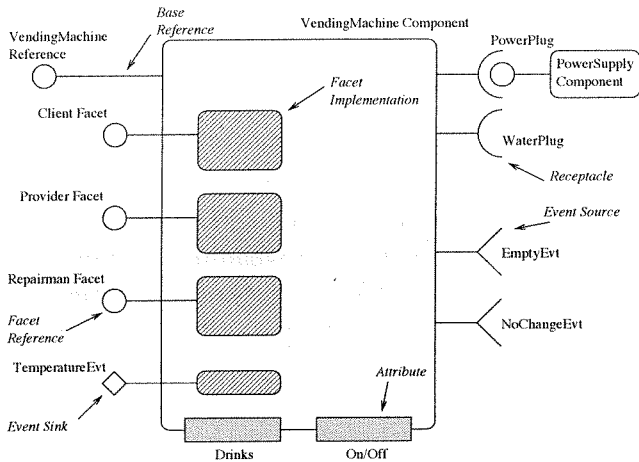 Base
Reference
VendingMachine Component
VendingMachine
Reference
PowerPlug
PowerSupply
Component
Client Facet
Facet
Implementation
WaterPlug
Receptacle
Provider Facet
Event Source
EmptyEvt
Repairman Facet
Facet
Reference
NoChangeEvt
TemperatureEvt
Attribute
Event Sink
Drinks
On/Off